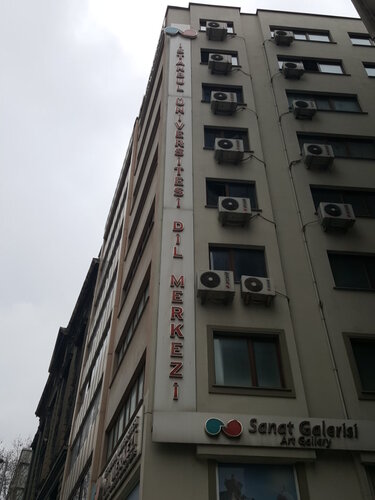 İSTANBUL ÜNİVERSİTESİ DİL MERKEZİ
Sanat Galerisi
Art Gallery